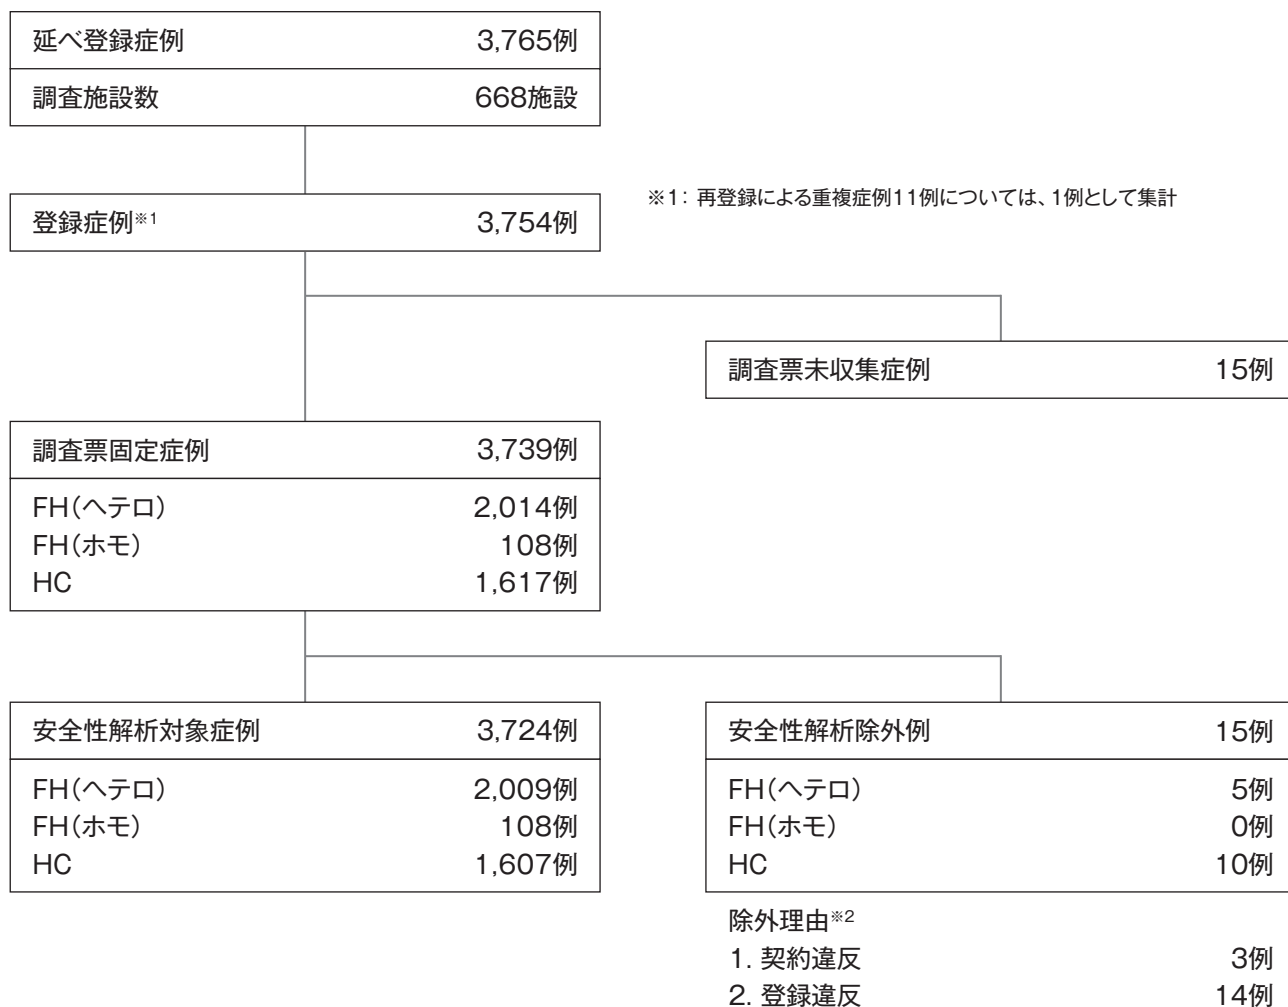 延べ登録症例 3,765例
調査施設数 668施設
登録症例※1 3,754例
※1: 再登録による重複症例11例については、1例として集計
調査票未収集症例 15例
調査票固定症例 3,739例
FH(ヘテロ) 2,014例
FH(ホモ) 108例
HC 1,617例
安全性解析対象症例 3,724例
FH(ヘテロ) 2,009例
FH(ホモ) 108例
HC 1,607例
安全性解析除外例 15例
FH(ヘテロ) 5例
FH(ホモ) 0例
HC 10例
除外理由※2
1. 契約違反 3例
2. 登録違反 14例